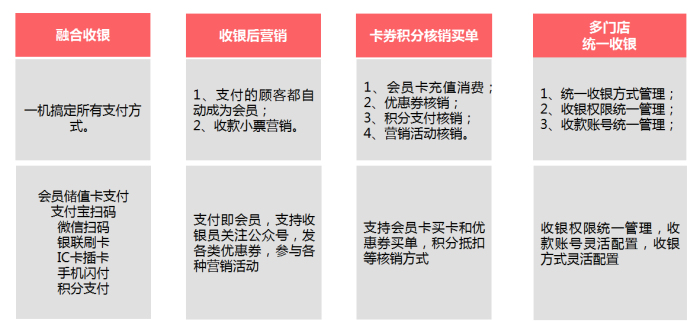 融合收银
一机搞定所有支付方
式。
会员储值卡支付
支付宝扫码
微信扫码
银联刷卡
IC卡插卡
手机闪付
积分支付
收银后营销
1、支付的顾客都自
动成为会员；
2、收款小票营销。
支付即会员，支持收
银员关注公众号，发
各类优惠券，参与各
种营销活动
卡券积分核销买单
1、会员卡充值消费；
2、优惠券核销；
3、积分支付核销；
4、营销活动核销。
支持会员卡买卡和优
惠券买单，积分抵扣
等核销方式
多门店
统一收银
1、统一收银方式管理；
2、收银权限统一管理；
3、收款账号统一管理；
收银权限统一管理，收
款账号灵活配置，收银
方式灵活配置